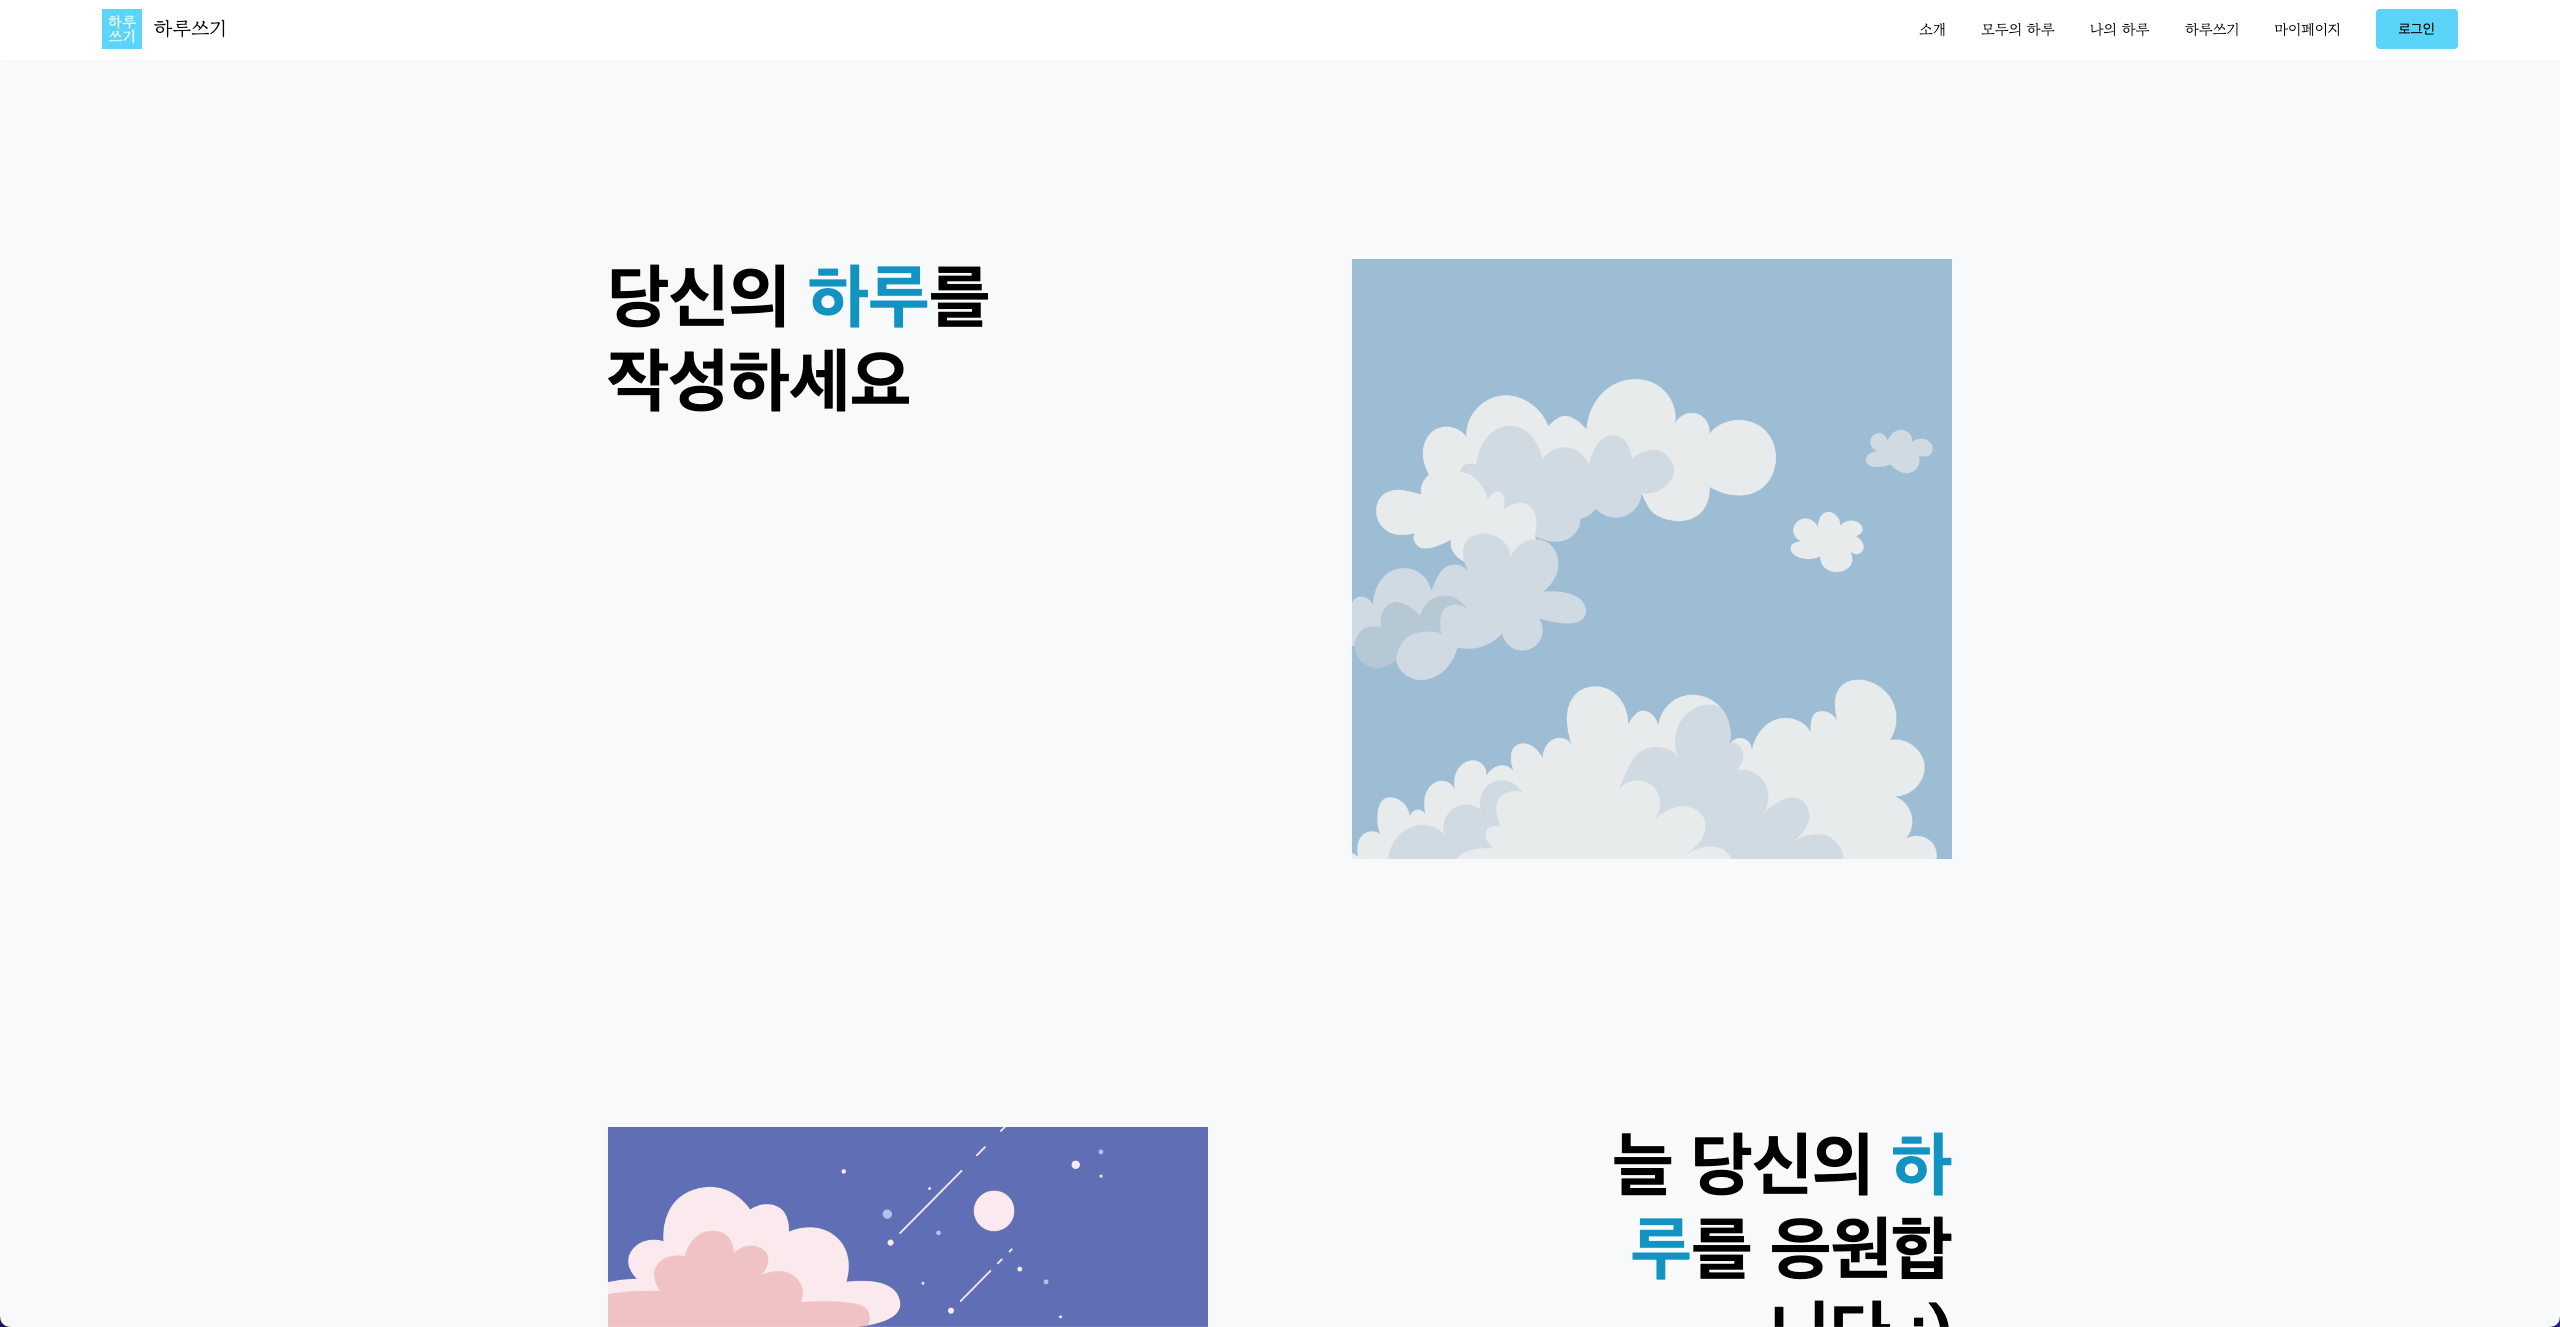 하루
쓰기
하루쓰기
소개 모두의 하루 나의 하루 하루쓰기 마이페이지 로그인
당신의 하루를
작성하세요
늘 당신의 하
루를 응원합
니다 :)